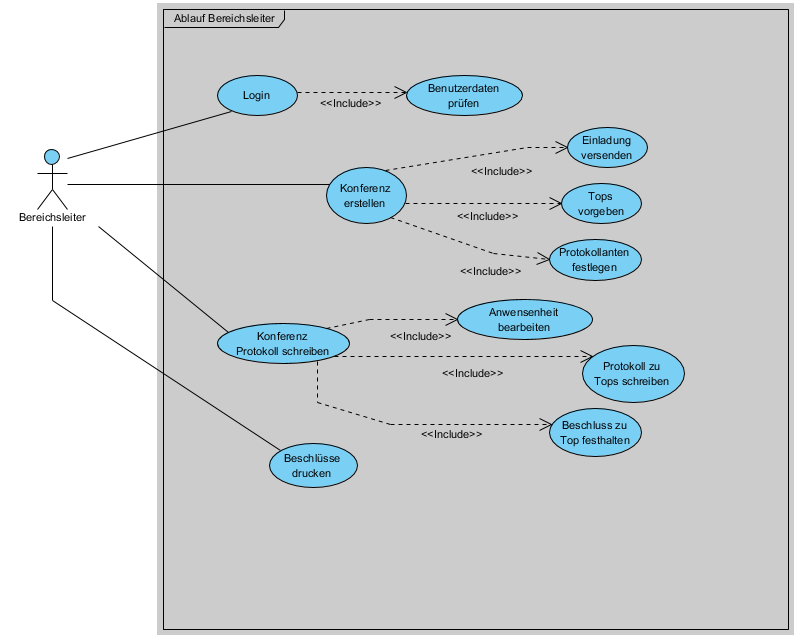 Ablauf Bereichsleiter
Login
<<Include>>
Benutzerdaten
prüfen
Bereichsleiter
Konferenz
erstellen
<<Include>>
Einladung
versenden
<<Include>>
Tops
vorgeben
<<Include>>
Protokollanten
festlegen
Konferenz
Protokoll schreiben
<<Include>>
Anwensenheit
bearbeiten
<<Include>>
Protokoll zu
Tops schreiben
<<Include>>
Beschluss zu
Top festhalten
Beschlüsse
drucken